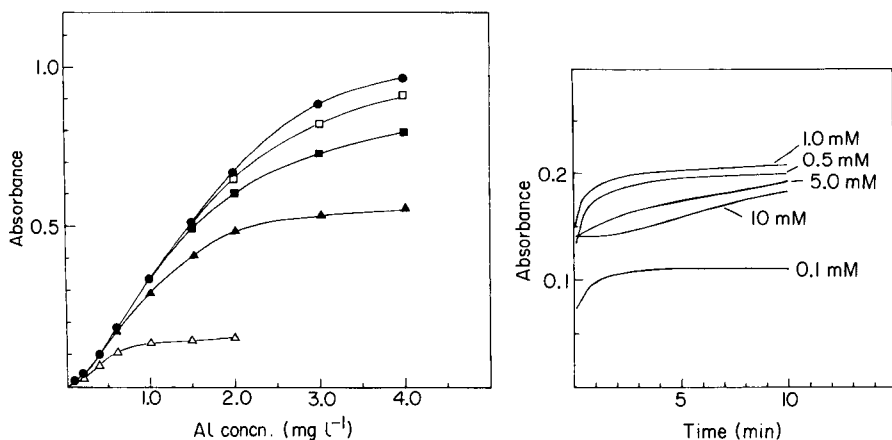 1.0
0.5
Absorbance
1.0 2.0 3.0 4.0
Al concn. (mg l⁻¹)
0.2
0.1
Absorbance
1.0 mM
0.5 mM
5.0 mM
10 mM
0.1 mM
5 10
Time (min)